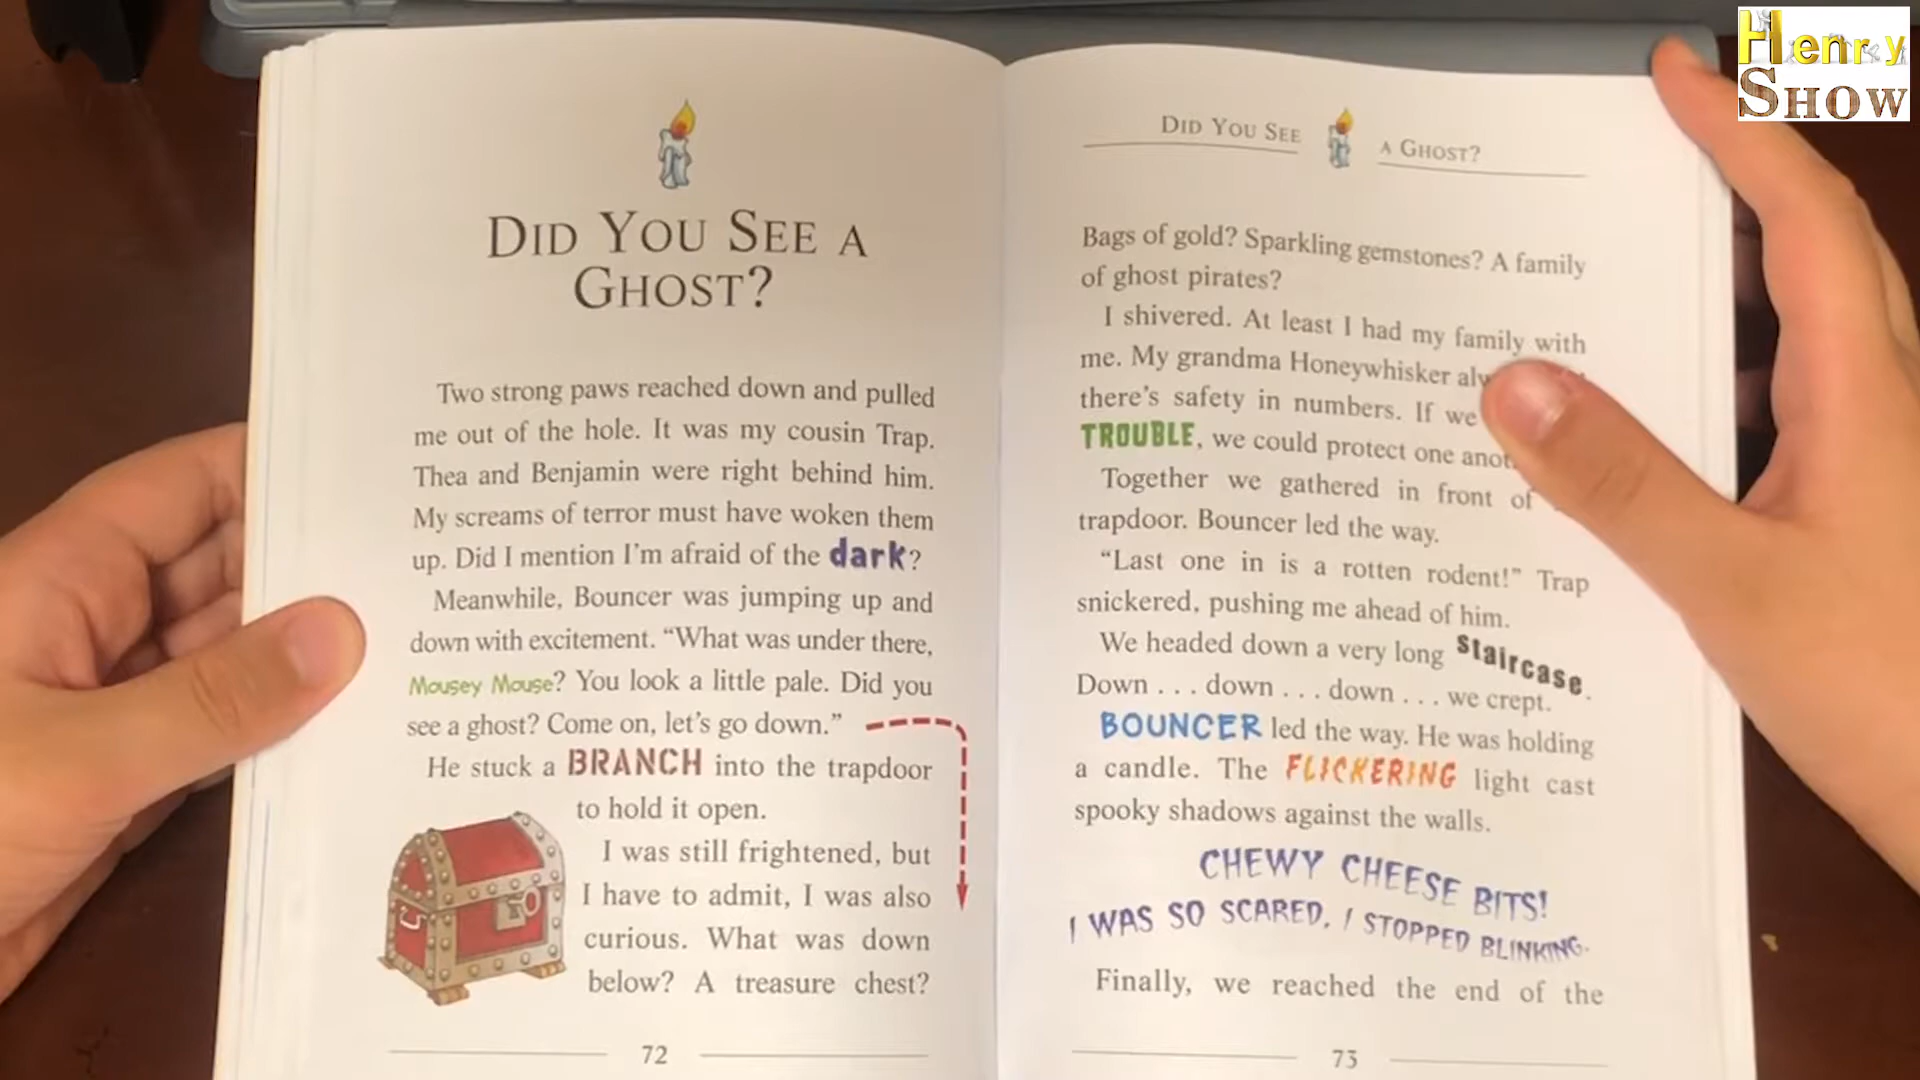 Henry
SHOW
DID YOU SEE A
GHOST?
Two strong paws reached down and pulled
me out of the hole. It was my cousin Trap.
Thea and Benjamin were right behind him.
My screams of terror must have woken them
up. Did I mention I'm afraid of the dark?
Meanwhile, Bouncer was jumping up and
down with excitement. “What was under there,
Mousey Mouse? You look a little pale. Did you
see a ghost? Come on, let's go down.”
He stuck a BRANCH into the trapdoor
to hold it open.
I was still frightened, but
I have to admit, I was also
curious. What was down
below? A treasure chest?
72
DID YOU SEE A GHOST?
Bags of gold? Sparkling gemstones? A family
of ghost pirates?
I shivered. At least I had my family with
me. My grandma Honeywhisker
there's safety in numbers. If we
TROUBLE, we could protect one
Together we gathered in front of
trapdoor. Bouncer led the way.
“Last one in is a rotten rodent!” Trap
snickered, pushing me ahead of him.
We headed down a very long staircase.
Down . . . down . . . down . . . we crept.
BOUNCER led the way. He was holding
a candle. The FLICKERING light cast
spooky shadows against the walls.
CHEWY CHEESE BITS!
I WAS SO SCARED, I STOPPED BLINKING.
Finally, we reached the end of the
73